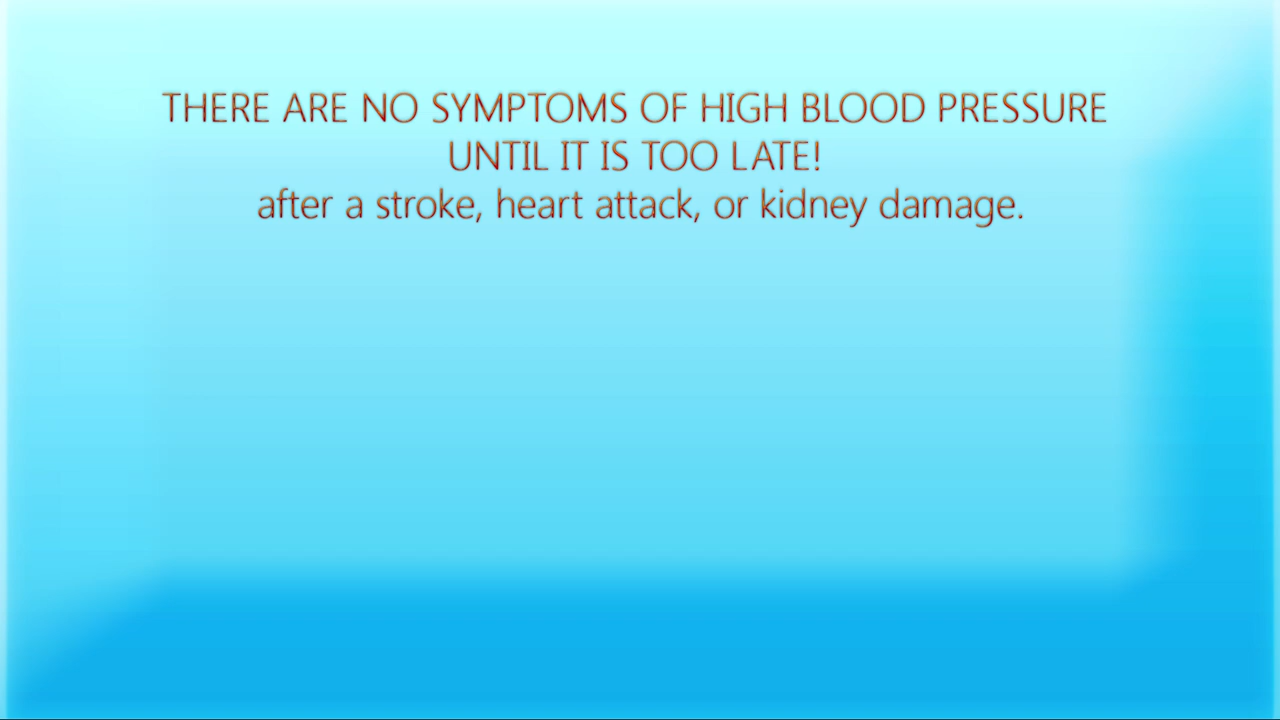 THERE ARE NO SYMPTOMS OF HIGH BLOOD PRESSURE
UNTIL IT IS TOO LATE!
after a stroke, heart attack, or kidney damage.